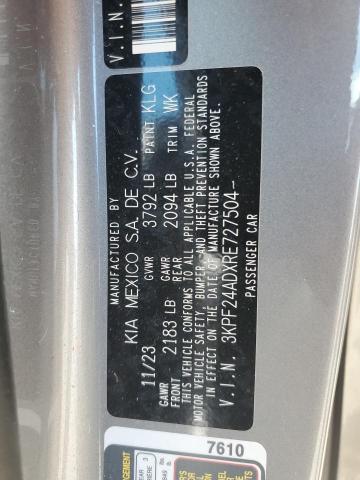 V.I.N.
MANUFACTURED BY
KIA MEXICO S.A. DE C.V.
11/23 GVWR 3792 LB PAINT KLG
GAWR FRONT 2183 LB GAWR REAR 2094 LB TRIM WK
THIS VEHICLE CONFORMS TO ALL APPLICABLE U.S.A. FEDERAL
MOTOR VEHICLE SAFETY, BUMPER, AND THEFT PREVENTION STANDARDS
IN EFFECT ON THE DATE OF MANUFACTURE SHOWN ABOVE.
V.I.N. 3KPF24ADXRE727504-
PASSENGER CAR
7610